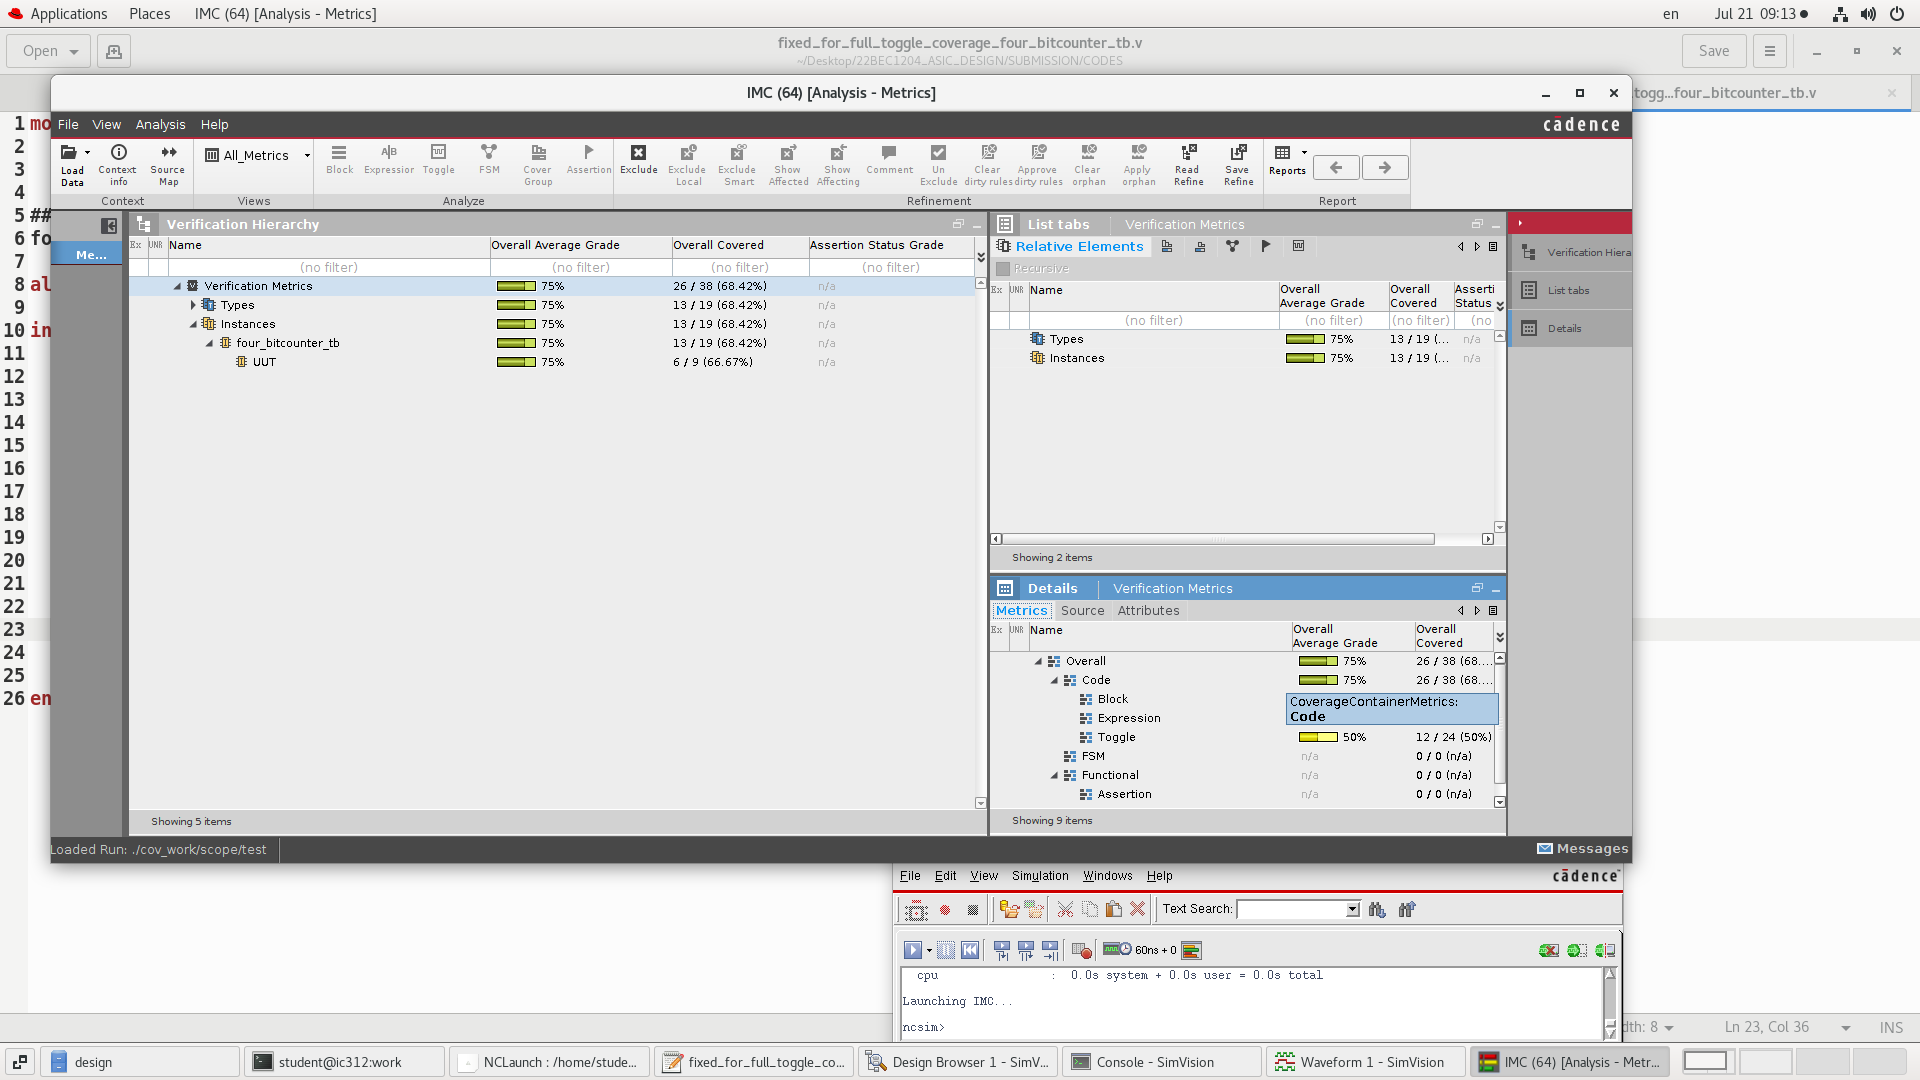 Applications Places IMC (64) [Analysis - Metrics] en Jul 21 09:13
Open fixed_for_full_toggle_coverage_four_bitcounter_tb.v Save
~/Desktop/22BEC1204_ASIC_DESIGN/SUBMISSION/CODES
IMC (64) [Analysis - Metrics]
togg...four_bitcounter_tb.v
File View Analysis Help cādence
1 mo
2
3
4
5 ##
6 fo
7
8 al
9
10 in
11
12
13
14
15
16
17
18
19
20
21
22
23
24
25
26 en
Load Data Context info Source Map
Context
All_Metrics
Views
Block A|B Expression Toggle FSM Cover Group Assertion
Analyze
Exclude Exclude Local Exclude Smart Show Affected Show Affecting Comment Un Exclude Clear dirty rules Approve dirty rules Clear orphan Apply orphan Read Refine Save Refine
Refinement
Reports
Report
Me...
Verification Hierarchy
Ex UNR Name Overall Average Grade Overall Covered Assertion Status Grade
(no filter) (no filter) (no filter) (no filter)
Verification Metrics 75% 26 / 38 (68.42%) n/a
Types 75% 13 / 19 (68.42%) n/a
Instances 75% 13 / 19 (68.42%) n/a
four_bitcounter_tb 75% 13 / 19 (68.42%) n/a
UUT 75% 6 / 9 (66.67%) n/a
Showing 5 items
List tabs Verification Metrics
Relative Elements
Recursive
Ex UNR Name Overall Average Grade Overall Covered Asserti Status
(no filter) (no filter) (no filter) (no
Types 75% 13 / 19 (... n/a
Instances 75% 13 / 19 (... n/a
Showing 2 items
Details Verification Metrics
Metrics Source Attributes
Ex UNR Name Overall Average Grade Overall Covered
Overall 75% 26 / 38 (68....
Code 75% 26 / 38 (68....
Block CoverageContainerMetrics:
Expression Code
Toggle 50% 12 / 24 (50%)
FSM n/a 0 / 0 (n/a)
Functional n/a 0 / 0 (n/a)
Assertion n/a 0 / 0 (n/a)
Showing 9 items
Verification Hiera
List tabs
Details
Loaded Run: ./cov_work/scope/test Messages
File Edit View Simulation Windows Help cādence
Text Search:
60ns + 0
cpu : 0.0s system + 0.0s user = 0.0s total
Launching IMC...
ncsim>
dth: 8 Ln 23, Col 36 INS
design student@ic312:work NCLaunch : /home/stude... fixed_for_full_toggle_co... Design Browser 1 - SimV... Console - SimVision Waveform 1 - SimVision IMC (64) [Analysis - Metr...